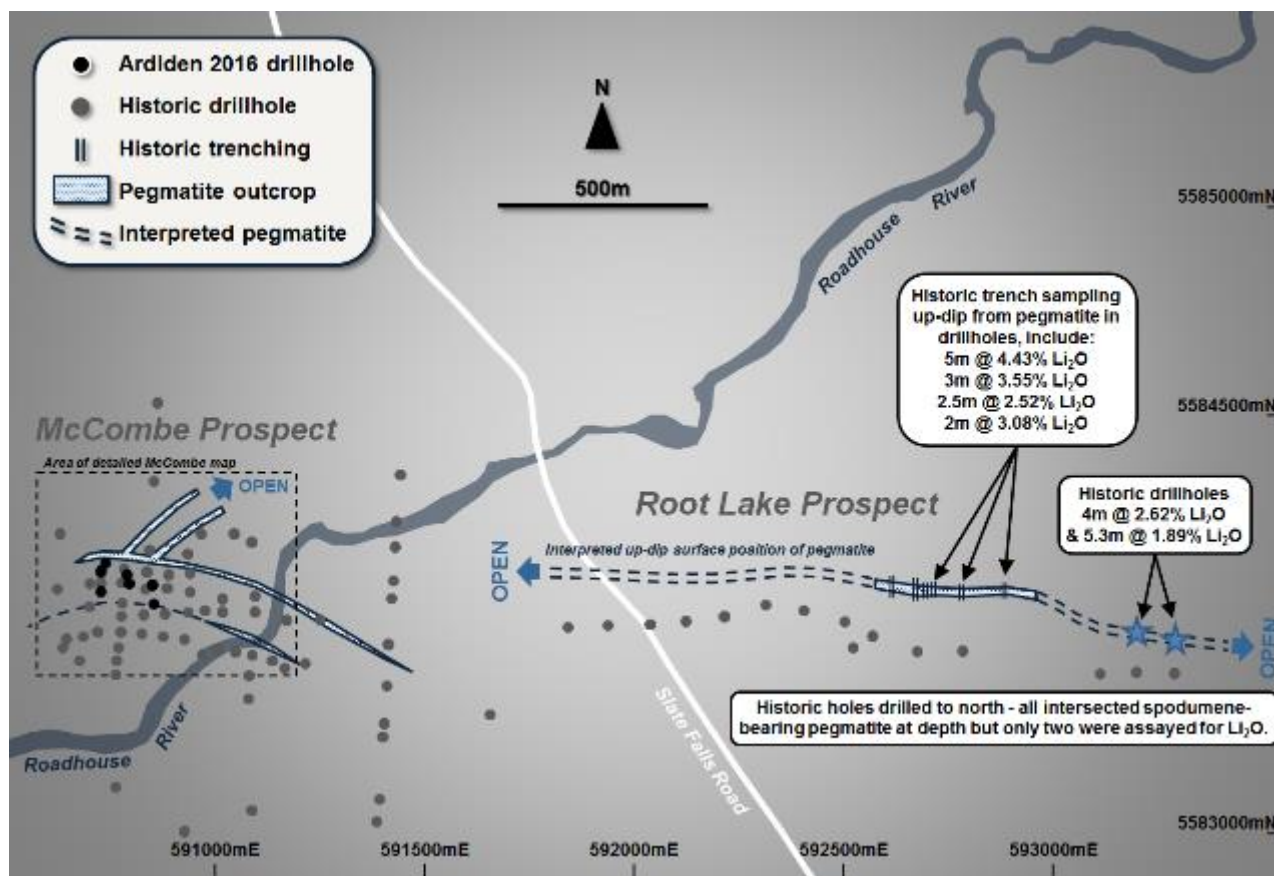 Ardiden 2016 drillhole
Historic drillhole
Historic trenching
Pegmatite outcrop
Interpreted pegmatite
N
500m
Roadhouse River
5585000mN
Historic trench sampling
up-dip from pegmatite in
drillholes, include:
5m @ 4.43% Li₂O
3m @ 3.55% Li₂O
2.5m @ 2.52% Li₂O
2m @ 3.08% Li₂O
5584500mN
McCombe Prospect
Area of detailed McCombe map
OPEN
Root Lake Prospect
Historic drillholes
4m @ 2.62% Li₂O
& 5.3m @ 1.89% Li₂O
OPEN
Interpreted up-dip surface position of pegmatite
OPEN
Historic holes drilled to north - all intersected spodumene-
bearing pegmatite at depth but only two were assayed for Li₂O.
Slate Falls Road
Roadhouse River
5583000mN
591000mE
591500mE
592000mE
592500mE
593000mE